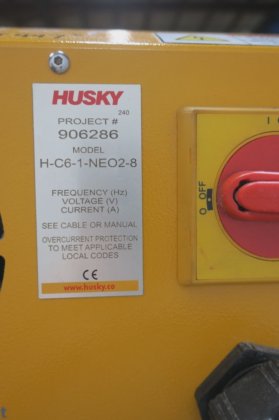 HUSKY
240
PROJECT #
906286
MODEL
H-C6-1-NEO2-8
FREQUENCY (Hz)
VOLTAGE (V)
CURRENT (A)
SEE CABLE OR MANUAL
OVERCURRENT PROTECTION
TO MEET APPLICABLE
LOCAL CODES
CE
www.husky.co
O OFF